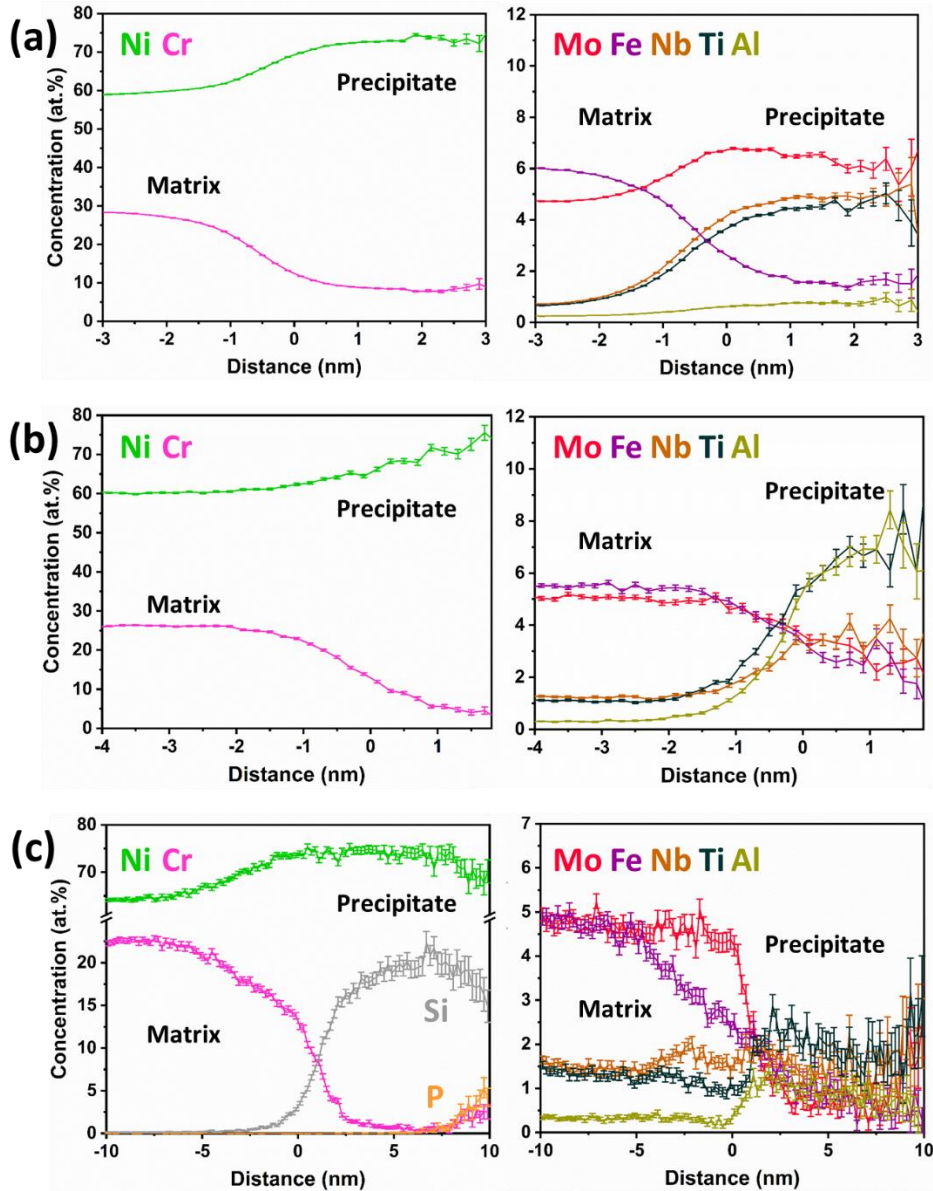 (a)
Ni Cr
Precipitate
Matrix
Concentration (at.%)
80
70
60
50
40
30
20
10
0
-3 -2 -1 0 1 2 3
Distance (nm)
Mo Fe Nb Ti Al
Matrix
Precipitate
12
10
8
6
4
2
0
-3 -2 -1 0 1 2 3
Distance (nm)
(b)
Ni Cr
Precipitate
Matrix
Concentration (at.%)
80
70
60
50
40
30
20
10
0
-4 -3 -2 -1 0 1
Distance (nm)
Mo Fe Nb Ti Al
Precipitate
Matrix
12
10
8
6
4
2
0
-4 -3 -2 -1 0 1
Distance (nm)
(c)
Ni Cr
Precipitate
Si
Matrix
P
Concentration (at.%)
80
70
20
15
10
5
0
-10 -5 0 5 10
Distance (nm)
Mo Fe Nb Ti Al
Precipitate
Matrix
7
6
5
4
3
2
1
0
-10 -5 0 5 10
Distance (nm)